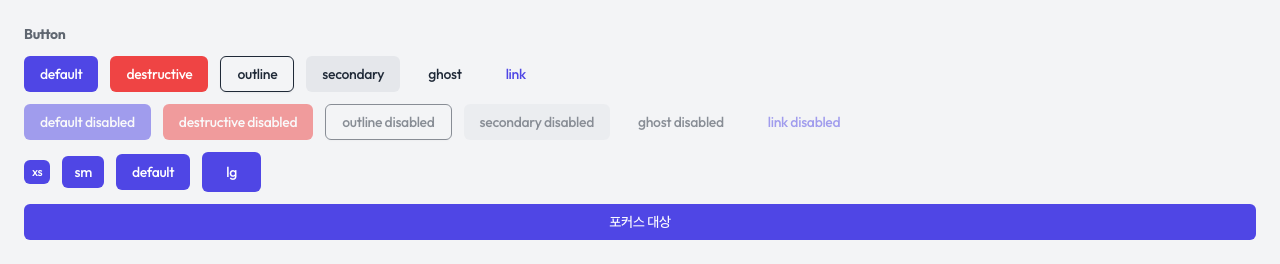 Button
default destructive outline secondary ghost link
default disabled destructive disabled outline disabled secondary disabled ghost disabled link disabled
xs sm default lg
포커스 대상